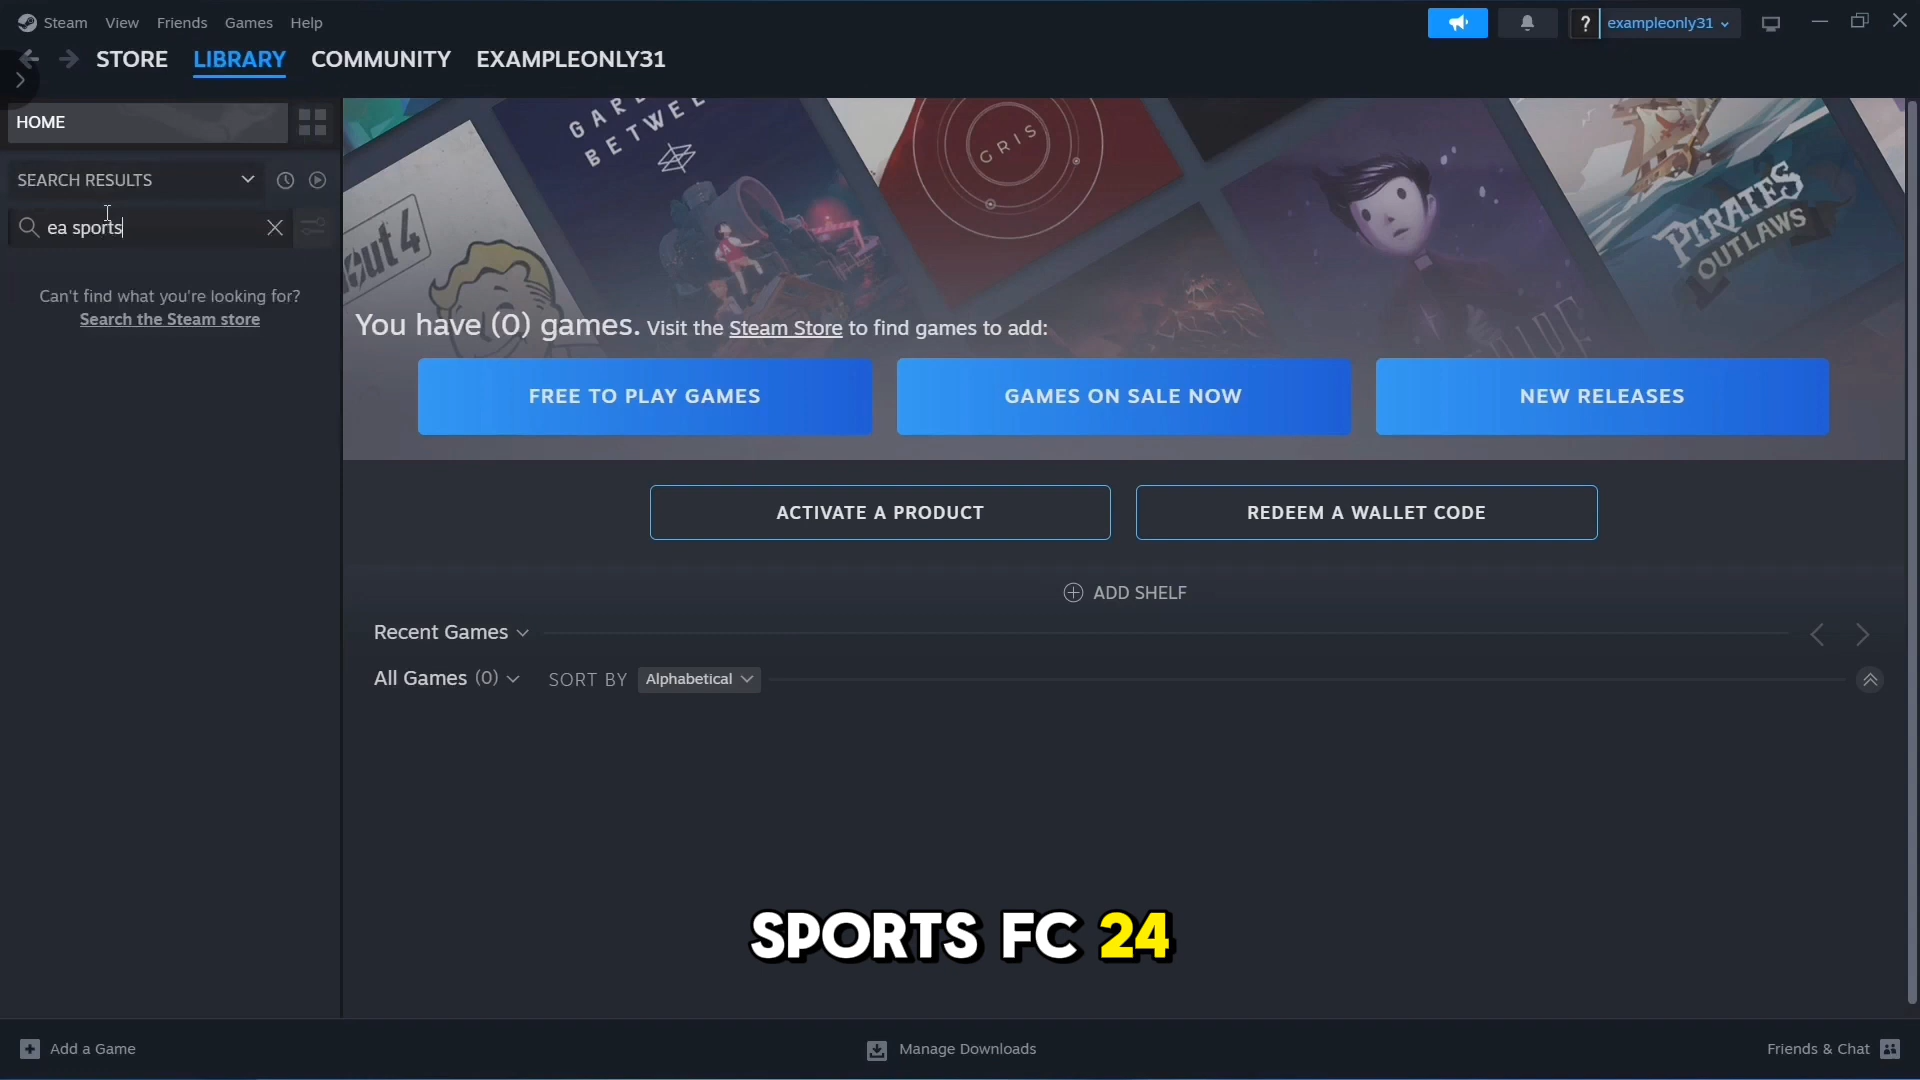 Steam View Friends Games Help
? exampleonly31
STORE LIBRARY COMMUNITY EXAMPLEONLY31
HOME
SEARCH RESULTS
ea sports
Can't find what you're looking for?
Search the Steam store
GARD
BETWEE
GRIS
out 4
PIRATES
OUTLAWS
You have (0) games. Visit the Steam Store to find games to add:
FREE TO PLAY GAMES
GAMES ON SALE NOW
NEW RELEASES
ACTIVATE A PRODUCT
REDEEM A WALLET CODE
ADD SHELF
Recent Games
All Games (0) SORT BY Alphabetical
SPORTS FC 24
Add a Game
Manage Downloads
Friends & Chat